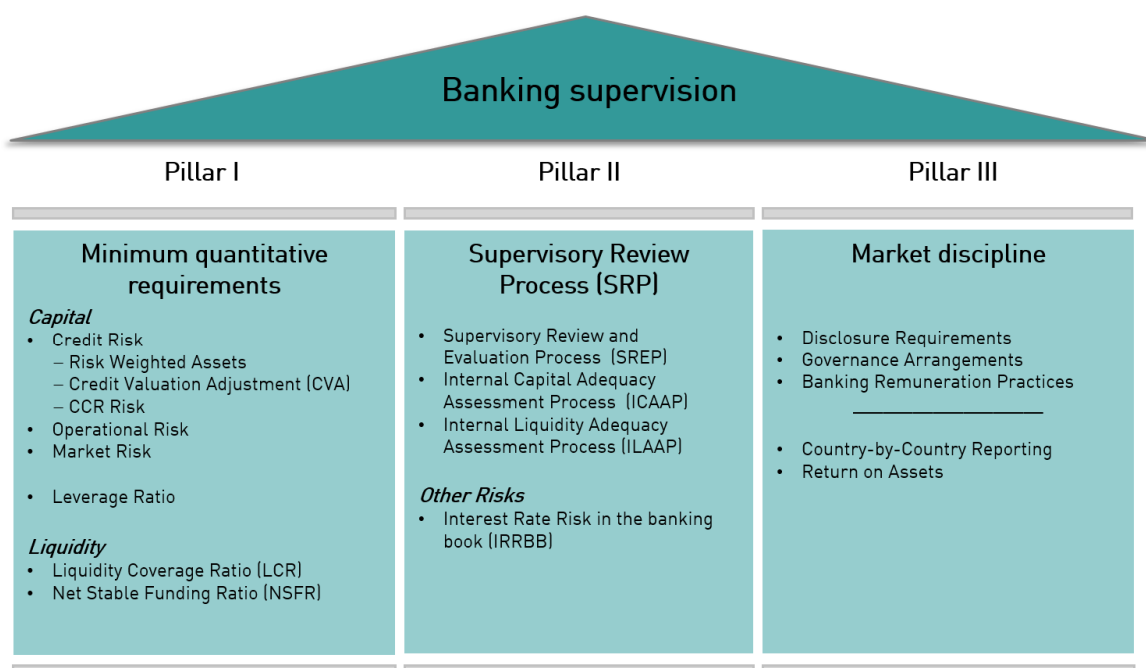 Banking supervision
Pillar I
Pillar II
Pillar III
Minimum quantitative
requirements
Capital
• Credit Risk
– Risk Weighted Assets
– Credit Valuation Adjustment (CVA)
– CCR Risk
• Operational Risk
• Market Risk
• Leverage Ratio
Liquidity
• Liquidity Coverage Ratio (LCR)
• Net Stable Funding Ratio (NSFR)
Supervisory Review
Process (SRP)
• Supervisory Review and
Evaluation Process (SREP)
• Internal Capital Adequacy
Assessment Process (ICAAP)
• Internal Liquidity Adequacy
Assessment Process (ILAAP)
Other Risks
• Interest Rate Risk in the banking
book (IRRBB)
Market discipline
• Disclosure Requirements
• Governance Arrangements
• Banking Remuneration Practices
• Country-by-Country Reporting
• Return on Assets